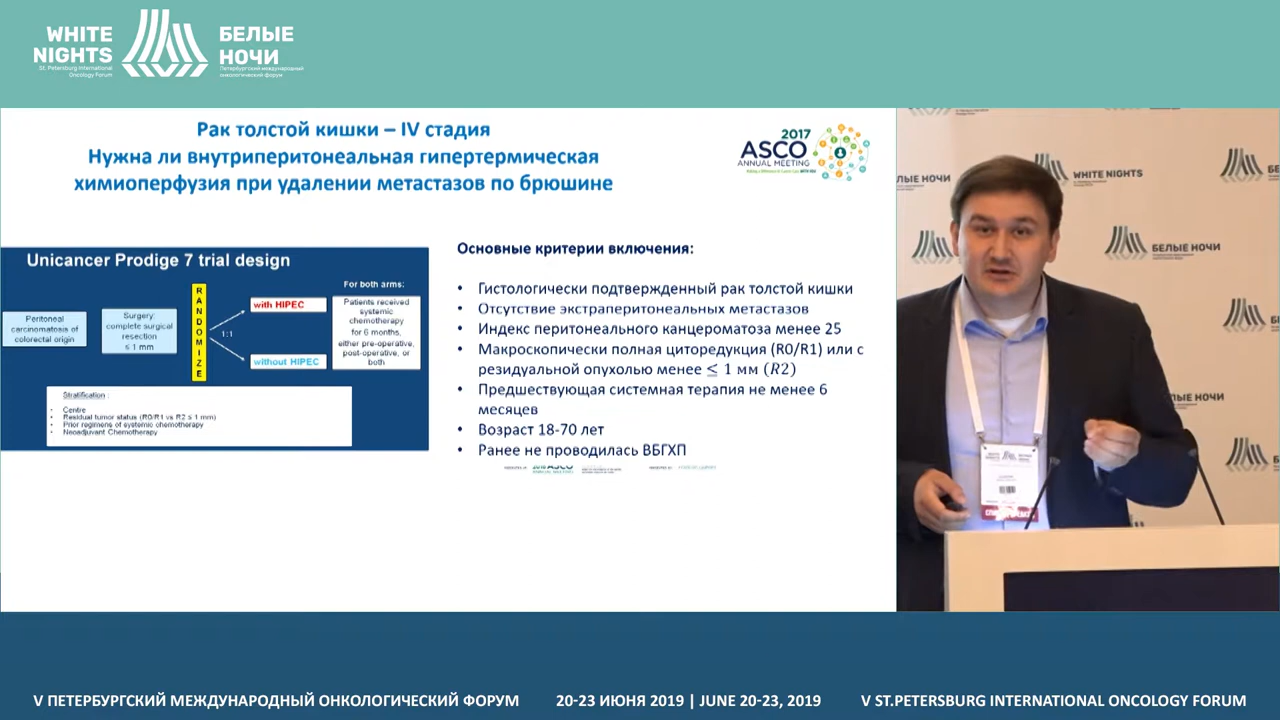 WHITE
NIGHTS
St. Petersburg International
Oncology Forum
БЕЛЫЕ
НОЧИ
Петербургский международный
онкологический форум
Рак толстой кишки – IV стадия
Нужна ли внутриперитонеальная гипертермическая
химиоперфузия при удалении метастазов по брюшине
2017
ASCO
ANNUAL MEETING
Unicancer Prodige 7 trial design
Peritoneal
carcinomatosis of
colorectal origin
Surgery:
complete surgical
resection
≤ 1 mm
RANDOMIZE
1:1
with HIPEC
without HIPEC
For both arms:
Patients received
systemic
chemotherapy
for 6 months,
either pre-operative,
post-operative, or
both
Stratification :
• Centre
• Residual tumor status (R0/R1 vs R2 ≤ 1 mm)
• Prior regimens of systemic chemotherapy
• Neoadjuvant Chemotherapy
Основные критерии включения:
• Гистологически подтвержденный рак толстой кишки
• Отсутствие экстраперитонеальных метастазов
• Индекс перитонеального канцероматоза менее 25
• Макроскопически полная циторедукция (R0/R1) или с
резидуальной опухолью менее ≤ 1 мм (R2)
• Предшествующая системная терапия не менее 6
месяцев
• Возраст 18-70 лет
• Ранее не проводилась ВБГХП
WHITE NIGHTS
БЕЛЫЕ НОЧИ
V ПЕТЕРБУРГСКИЙ МЕЖДУНАРОДНЫЙ ОНКОЛОГИЧЕСКИЙ ФОРУМ
20-23 ИЮНЯ 2019 | JUNE 20-23, 2019
V ST.PETERSBURG INTERNATIONAL ONCOLOGY FORUM